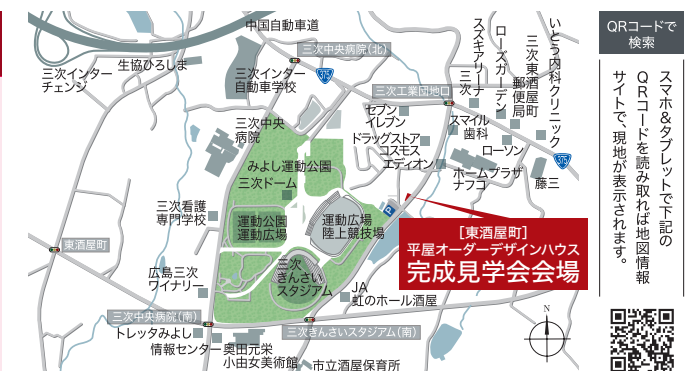 中国自動車道
三次中央病院(北)
生協ひろしま
三次インター
チェンジ
三次インター
自動車学校
375
三次工業団地口
スズキアリーナ
三次
ローズガーデン
三次東酒屋町
郵便局
いとう内科クリニック
セブン
イレブン
ドラッグストア
コスモス
エディオン
スマイル
歯科
ローソン
ホームプラザ
ナフコ
藤三
375
三次中央
病院
みよし運動公園
三次ドーム
三次看護
専門学校
運動公園
運動広場
運動広場
陸上競技場
P
東酒屋町
広島三次
ワイナリー
三次
きんさい
スタジアム
JA
虹のホール酒屋
三次中央病院(南)
トレッタみよし
情報センター
奥田元栄
小由女美術館
三次きんさいスタジアム(南)
市立酒屋保育所
N
[東酒屋町]
平屋オーダーデザインハウス
完成見学会会場
QRコードで
検索
スマホ&タブレットで下記の
QRコードを読み取れば地図情報
サイトで、現地が表示されます。